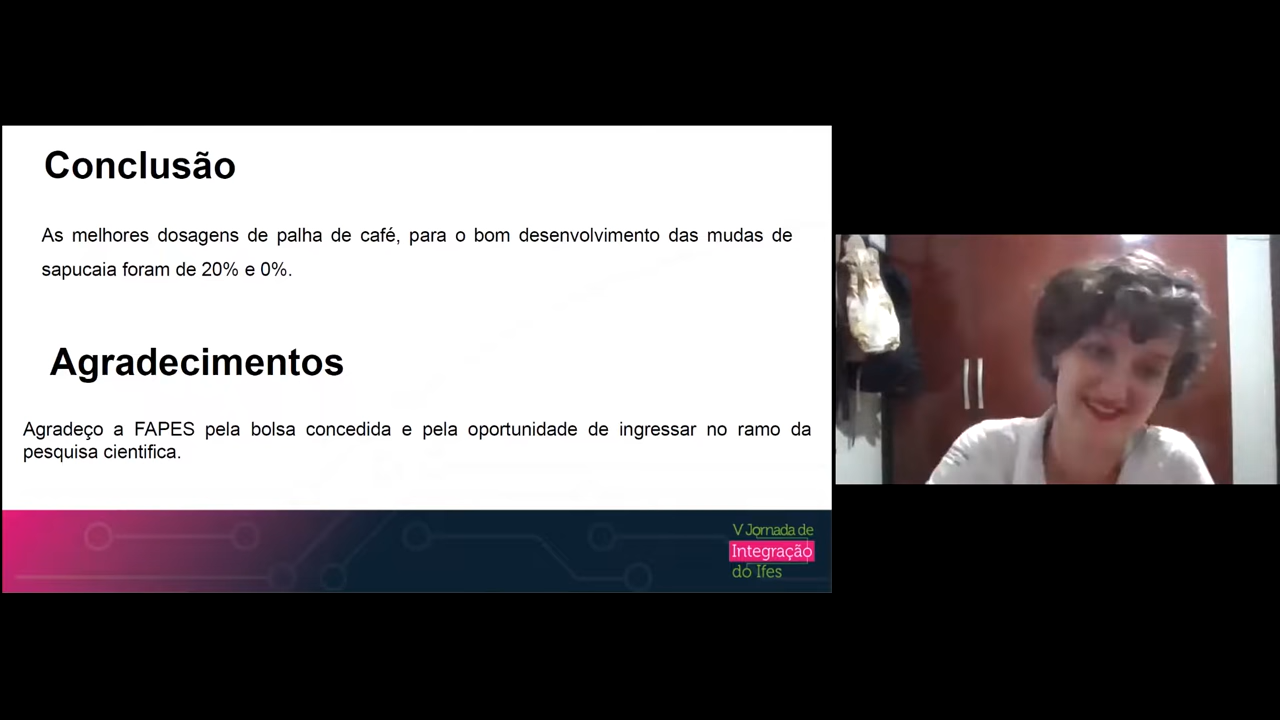 Conclusão
As melhores dosagens de palha de café, para o bom desenvolvimento das mudas de
sapucaia foram de 20% e 0%.
Agradecimentos
Agradeço a FAPES pela bolsa concedida e pela oportunidade de ingressar no ramo da
pesquisa cientifica.
V Jornada de
Integração
do Ifes